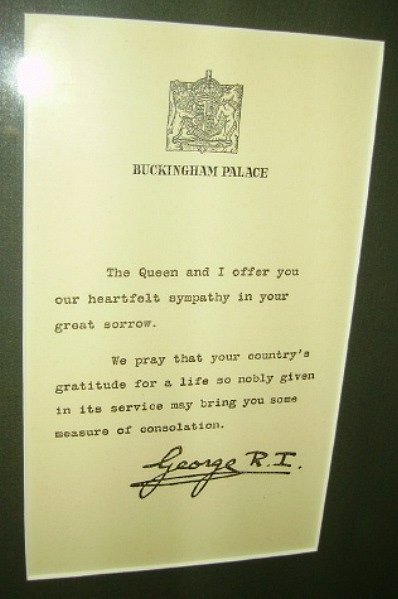 BUCKINGHAM PALACE
The Queen and I offer you
our heartfelt sympathy in your
great sorrow.
We pray that your country's
gratitude for a life so nobly given
in its service may bring you some
measure of consolation.
George R.I.